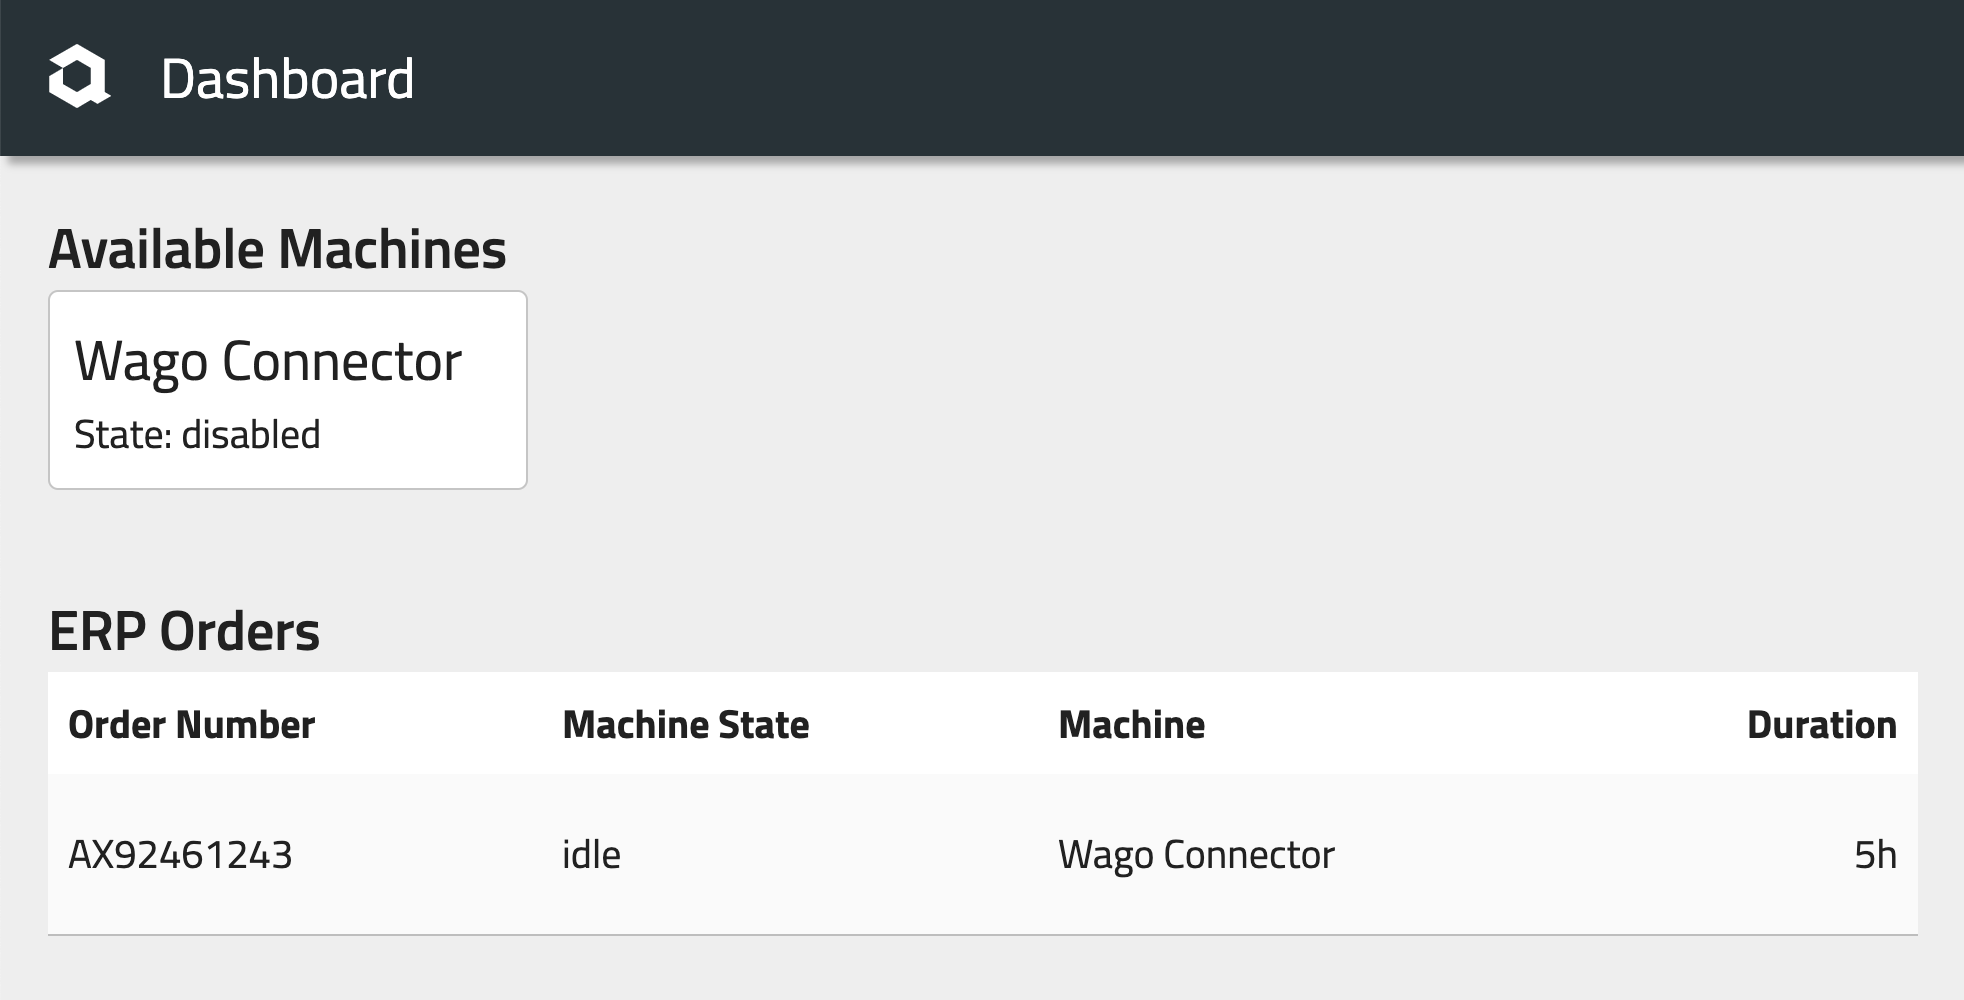 Dashboard
Available Machines
Wago Connector
State: disabled
ERP Orders
Order Number Machine State Machine Duration
AX92461243 idle Wago Connector 5h